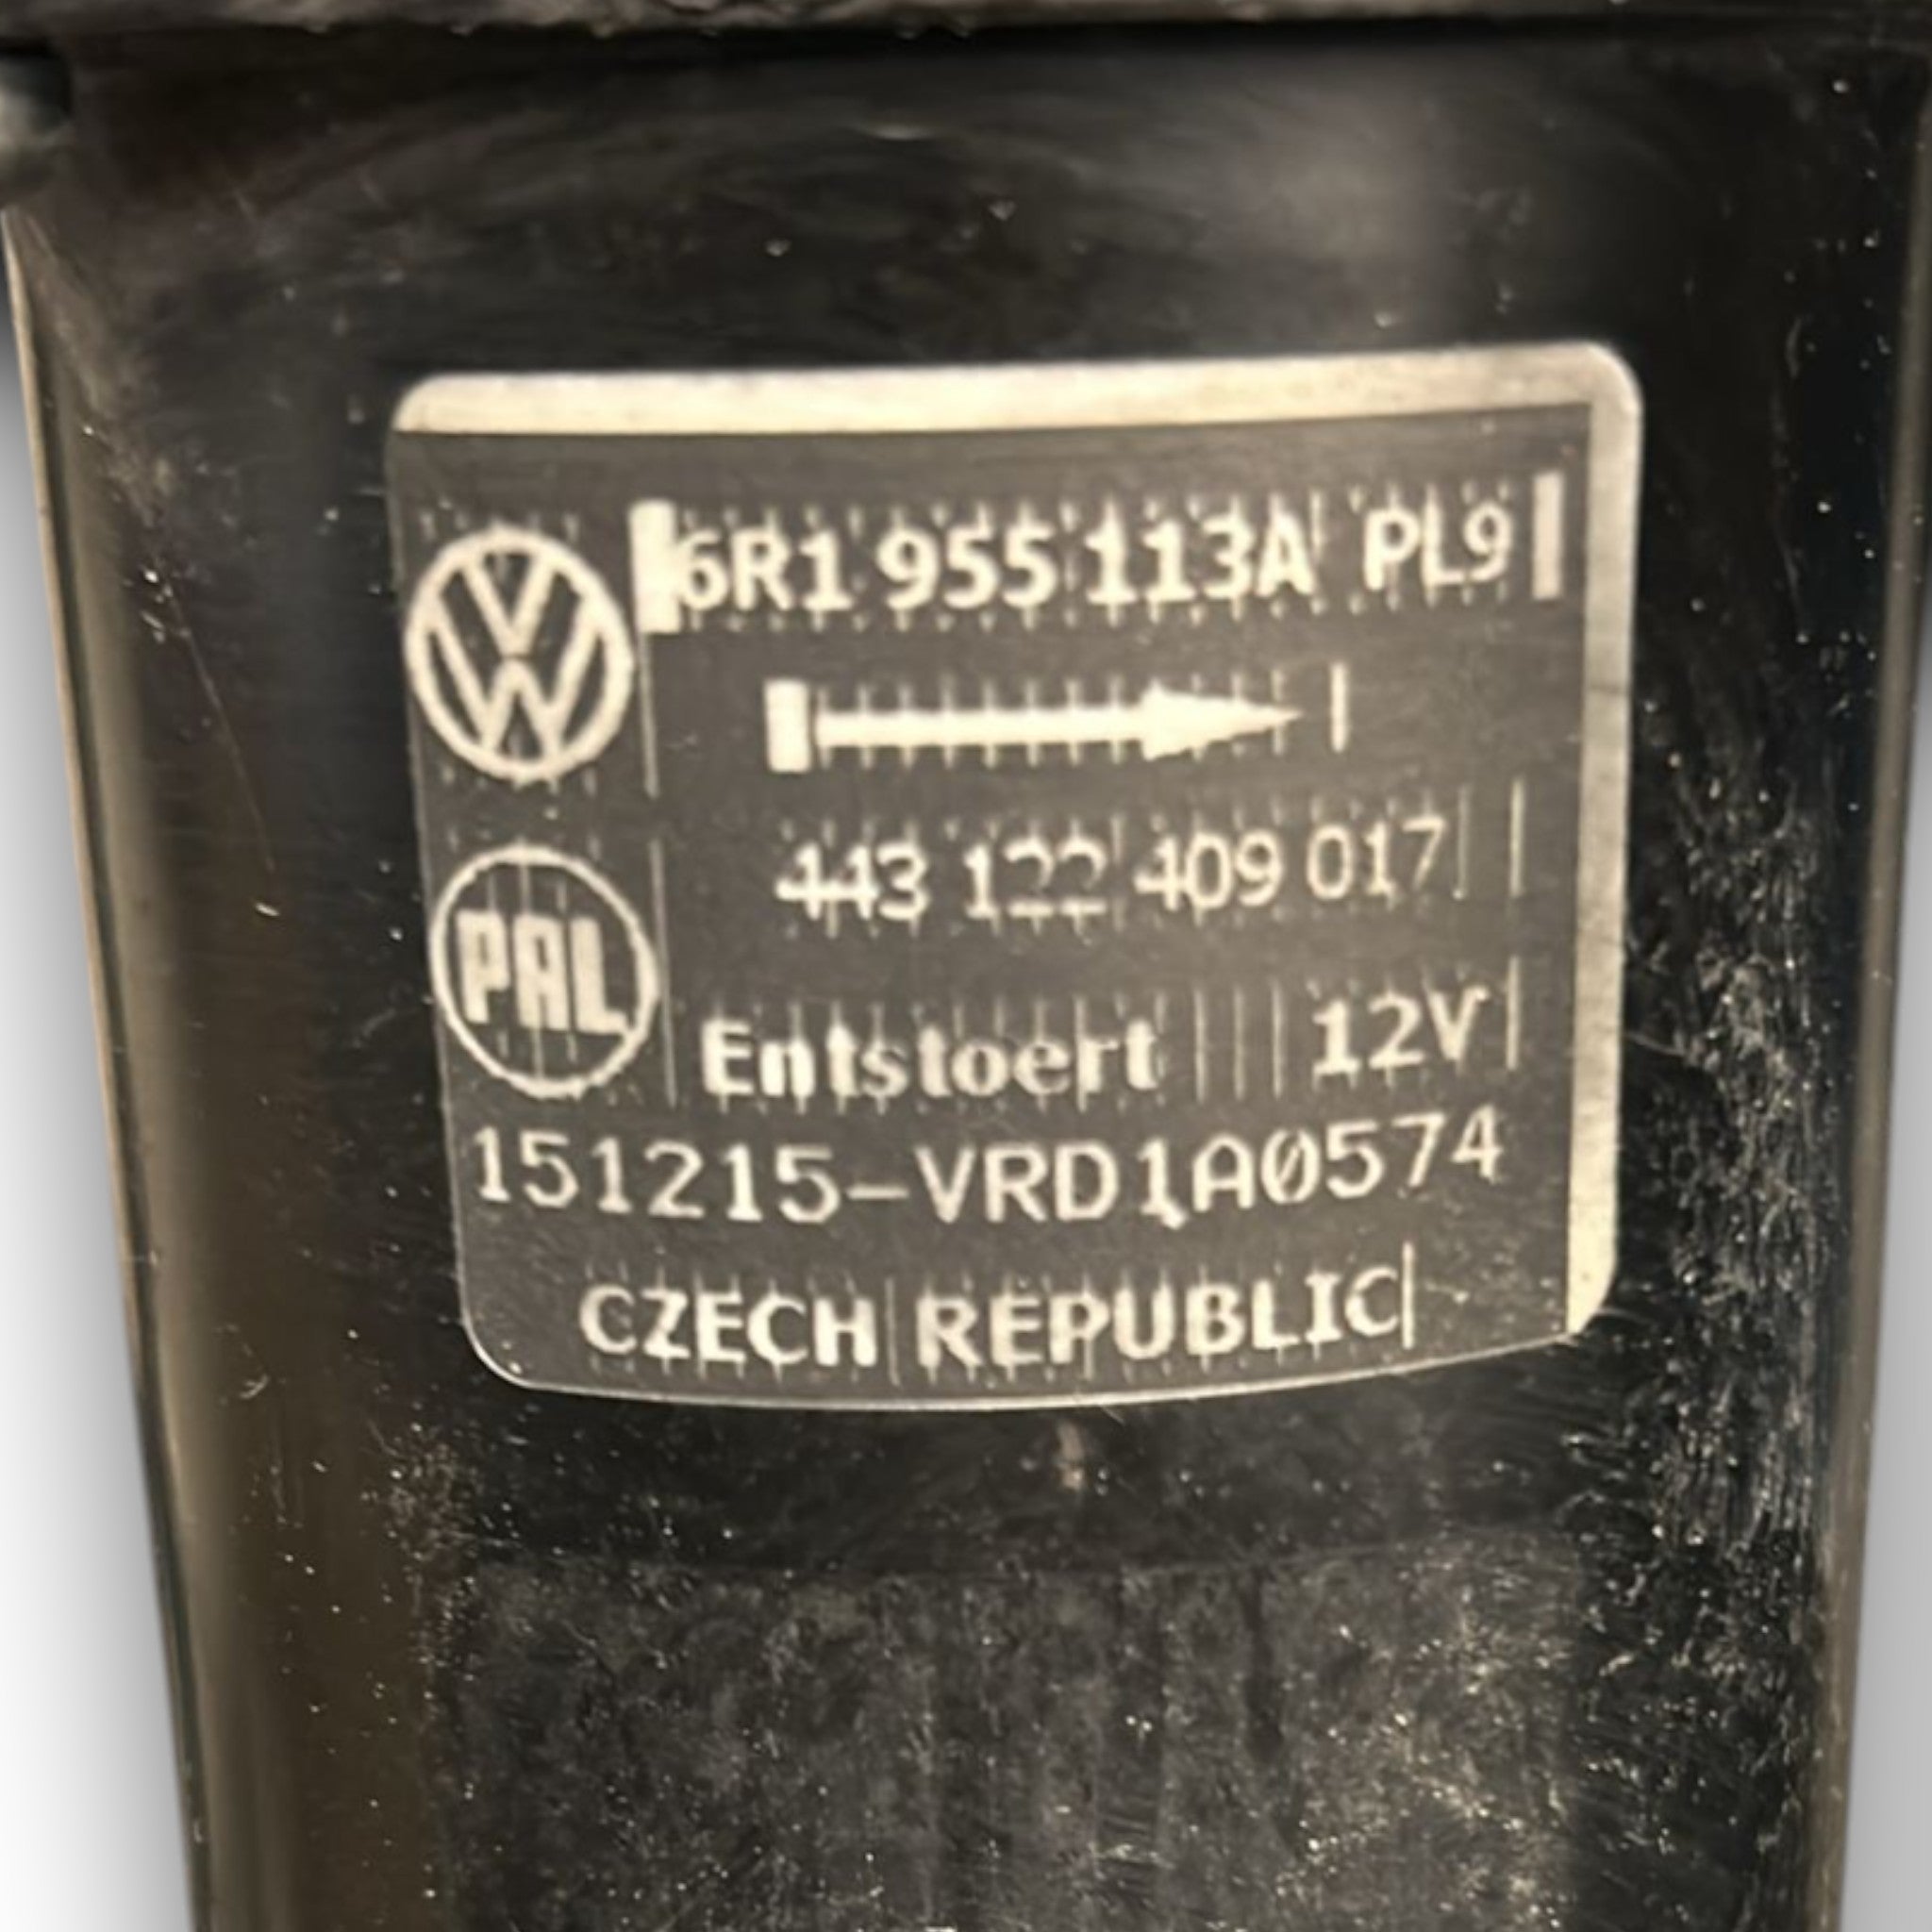 6R1 955 113A PL9
443 122 409 017
PAL
Entstoert 12V
151215-VRD1A0574
CZECH REPUBLIC